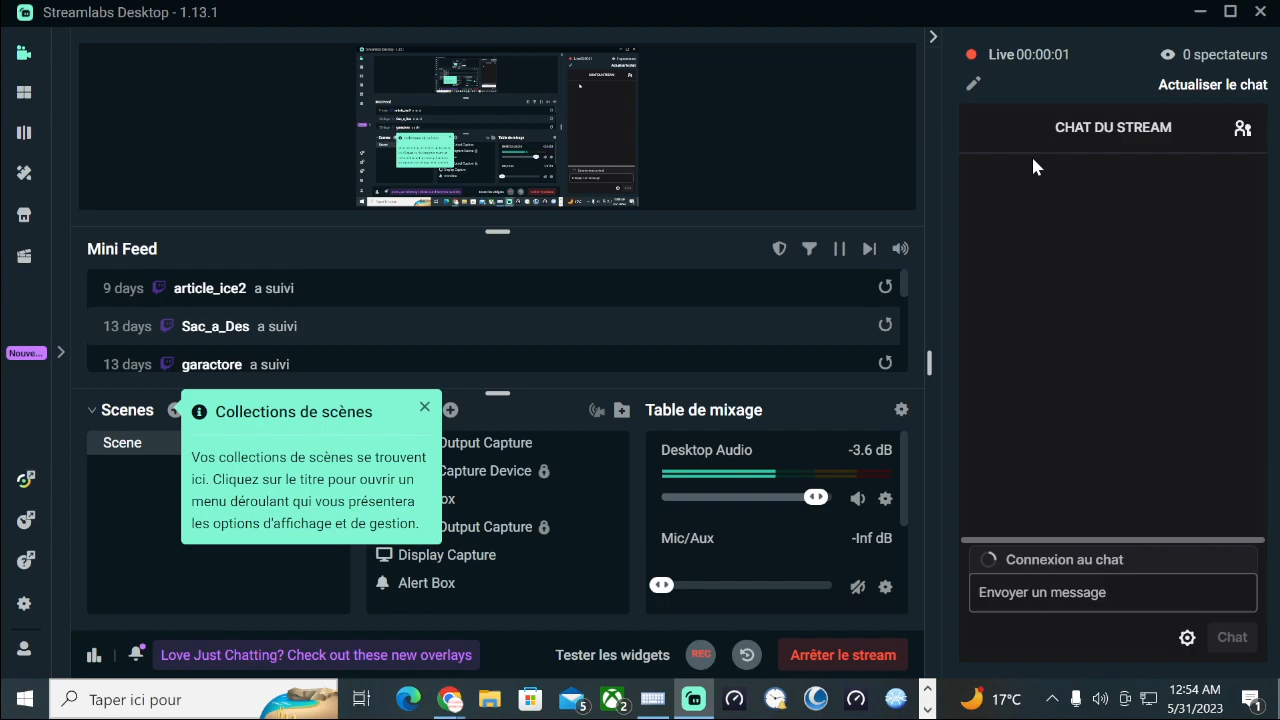 Streamlabs Desktop - 1.13.1
Live 00:00:01
0 spectateurs
Actualiser le chat
CHAT STREAM
Mini Feed
9 days article_ice2 a suivi
13 days Sac_a_Des a suivi
13 days garactore a suivi
Nouve...
Scenes
Scene
Collections de scènes
Vos collections de scènes se trouvent
ici. Cliquez sur le titre pour ouvrir un
menu déroulant qui vous présentera
les options d'affichage et de gestion.
Output Capture
Capture Device
Output Capture
Display Capture
Alert Box
Table de mixage
Desktop Audio -3.6 dB
Mic/Aux -Inf dB
Connexion au chat
Envoyer un message
Chat
Love Just Chatting? Check out these new overlays
Tester les widgets
REC
Arrêter le stream
Taper ici pour
5
2
17°C
5/31/2023
1